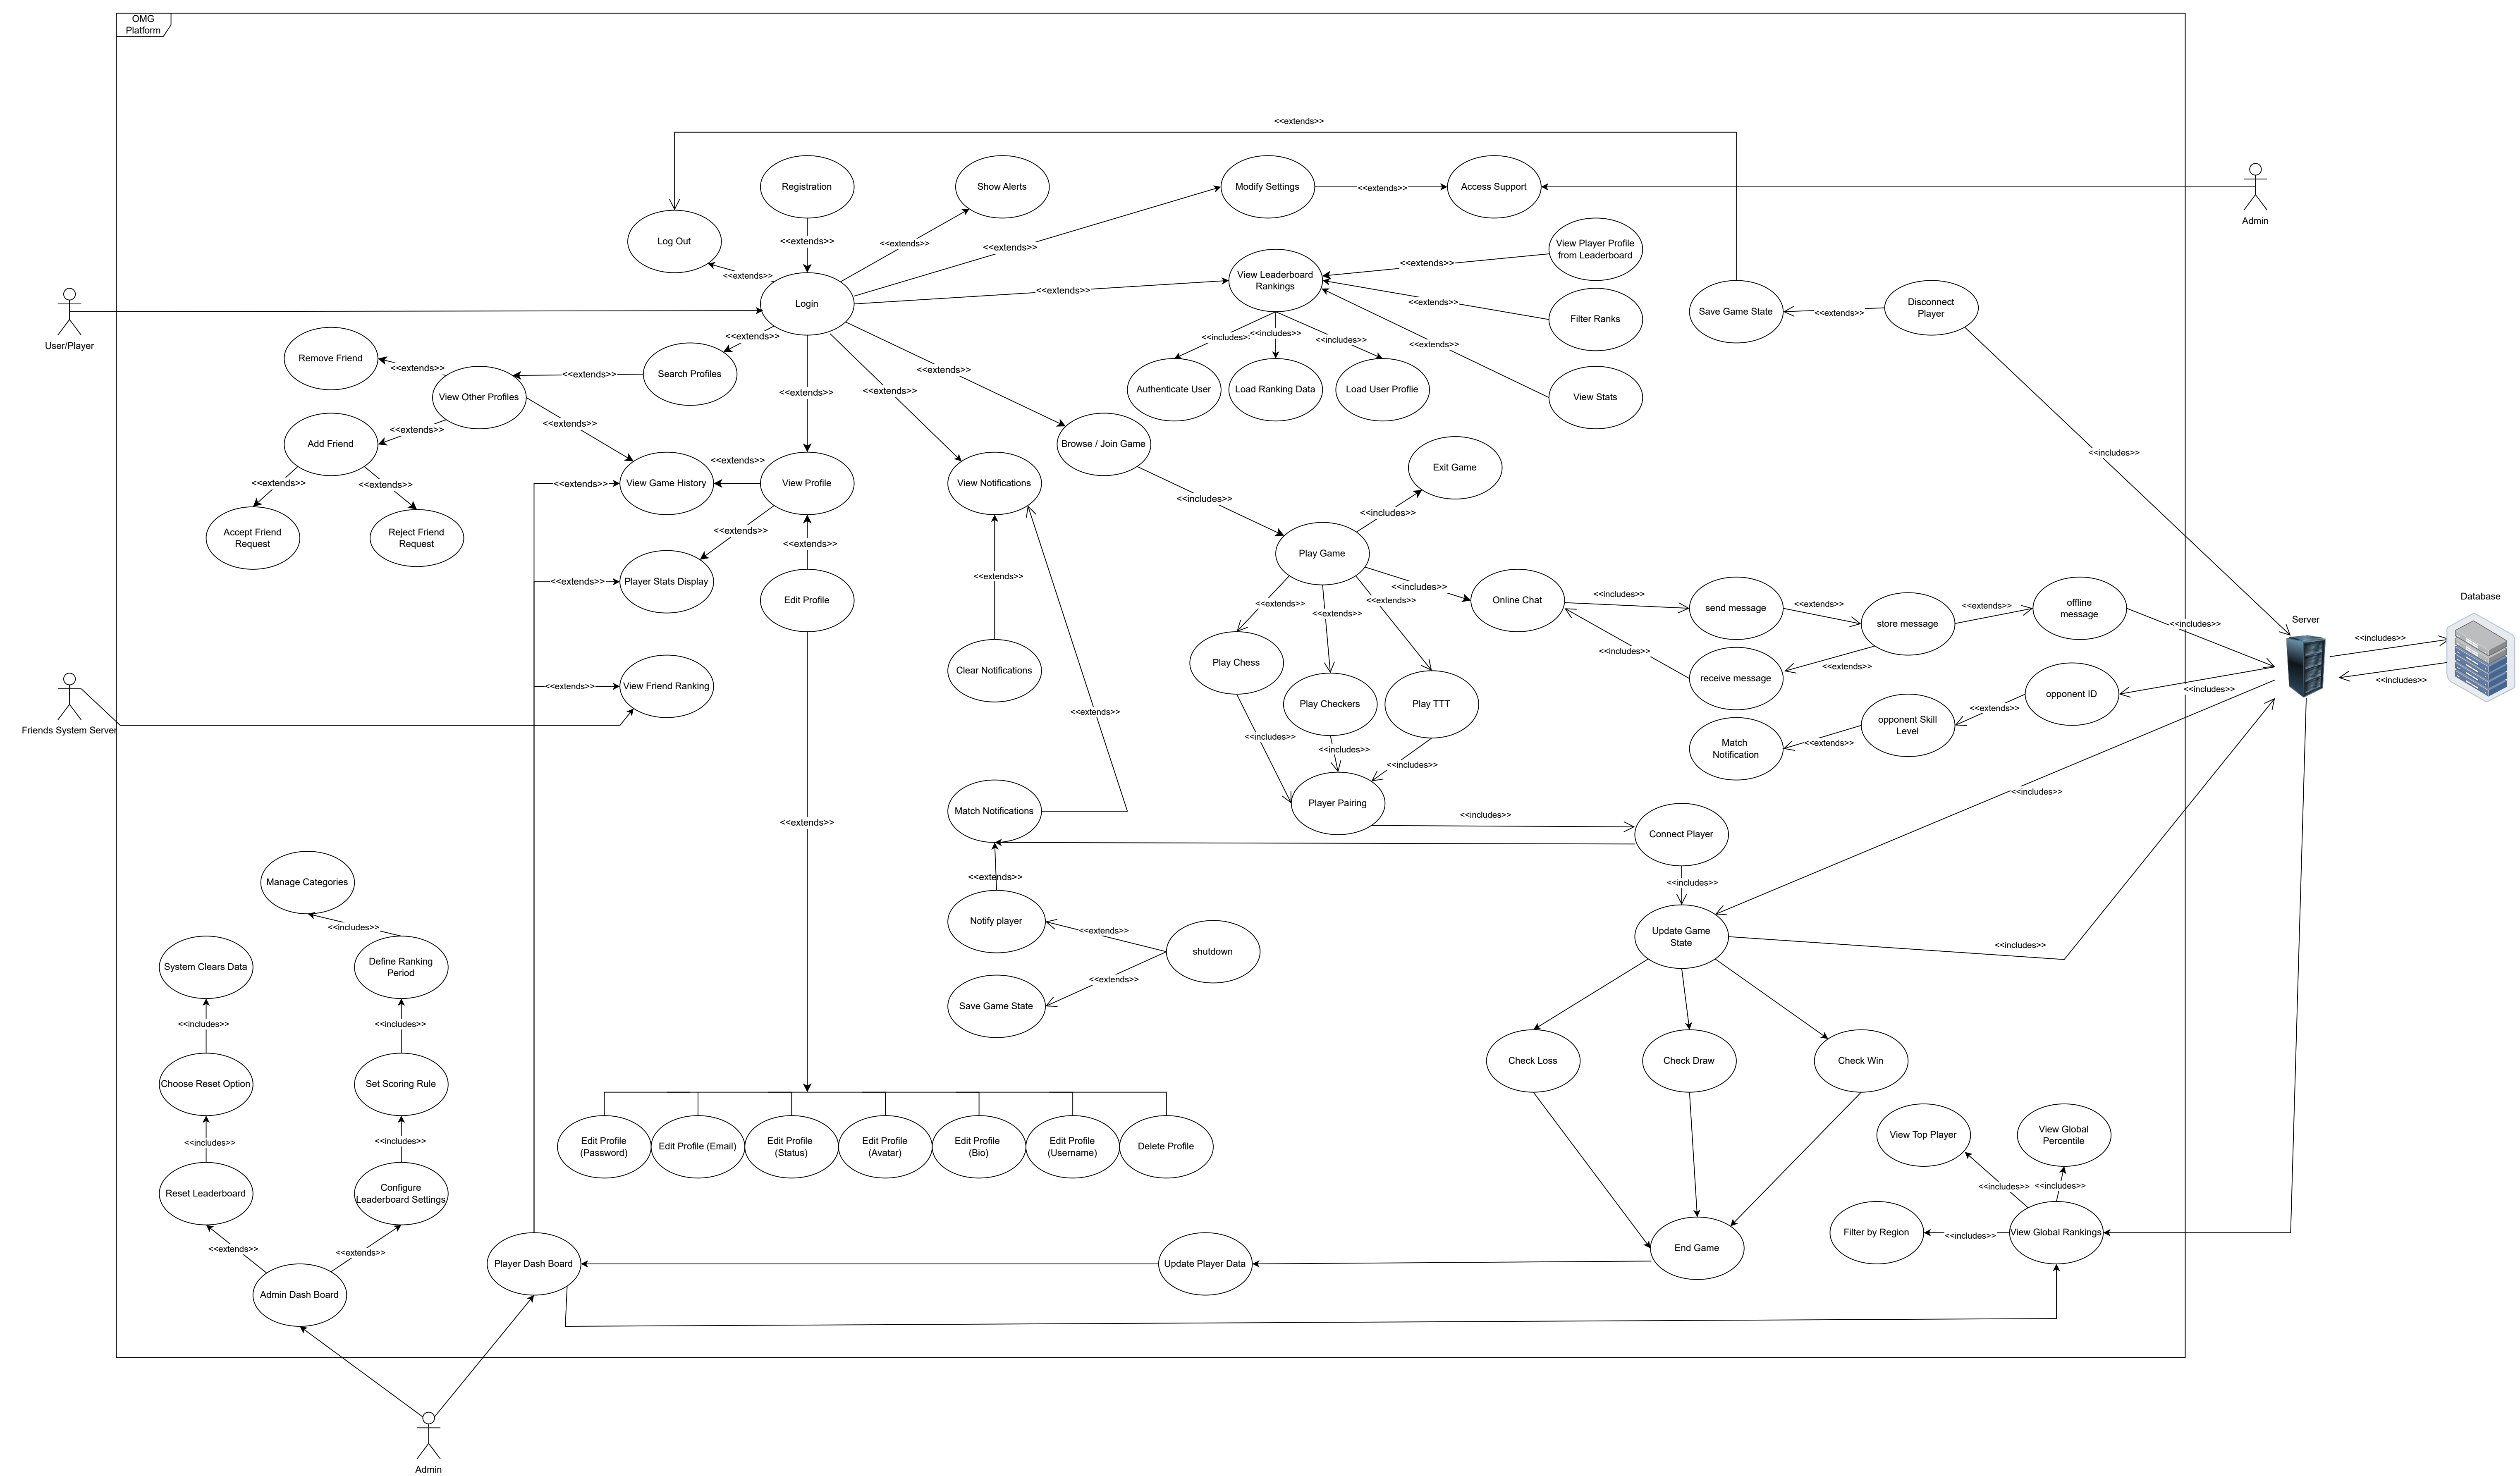 OMG
Platform
<<extends>>
Registration
Show Alerts
Modify Settings
<<extends>>
Access Support
Admin
Log Out
<<extends>>
<<extends>>
<<extends>>
<<extends>>
View Player Profile
from Leaderboard
<<extends>>
View Leaderboard
Rankings
<<extends>>
User/Player
Login
<<extends>>
Filter Ranks
Save Game State
<<extends>>
Disconnect
Player
<<extends>>
<<includes>>
<<includes>>
<<includes>>
<<extends>>
Remove Friend
<<extends>>
Search Profiles
<<extends>>
View Other Profiles
<<extends>>
<<extends>>
<<extends>>
Authenticate User
Load Ranking Data
Load User Proflie
View Stats
Add Friend
<<extends>>
<<extends>>
Browse / Join Game
<<includes>>
<<extends>>
<<extends>>
<<extends>>
View Game History
<<extends>>
View Profile
View Notifications
<<includes>>
Exit Game
<<includes>>
Accept Friend
Request
Reject Friend
Request
<<extends>>
<<extends>>
Play Game
<<extends>>
Player Stats Display
Edit Profile
<<extends>>
<<includes>>
<<extends>>
<<extends>>
<<extends>>
Online Chat
<<includes>>
send message
<<extends>>
store message
<<extends>>
offline
message
<<includes>>
Server
Database
<<includes>>
<<includes>>
Play Chess
<<includes>>
receive message
<<extends>>
<<extends>>
View Friend Ranking
Clear Notifications
Play Checkers
Play TTT
opponent ID
<<includes>>
<<extends>>
opponent Skill
Level
<<extends>>
Match
Notification
Friends System Server
<<extends>>
<<includes>>
<<includes>>
<<includes>>
<<includes>>
Match Notifications
Player Pairing
<<includes>>
Connect Player
<<extends>>
<<extends>>
Manage Categories
<<includes>>
<<includes>>
Notify player
<<extends>>
shutdown
<<extends>>
Save Game State
Update Game
State
<<includes>>
System Clears Data
Define Ranking
Period
<<includes>>
<<includes>>
Choose Reset Option
Set Scoring Rule
Check Loss
Check Draw
Check Win
<<includes>>
<<includes>>
Edit Profile
(Password)
Edit Profile (Email)
Edit Profile
(Status)
Edit Profile
(Avatar)
Edit Profile
(Bio)
Edit Profile
(Username)
Delete Profile
View Top Player
View Global
Percentile
<<includes>>
<<includes>>
Reset Leaderboard
Configure
Leaderboard Settings
<<extends>>
<<extends>>
Filter by Region
<<includes>>
View Global Rankings
Admin Dash Board
Player Dash Board
Update Player Data
End Game
Admin